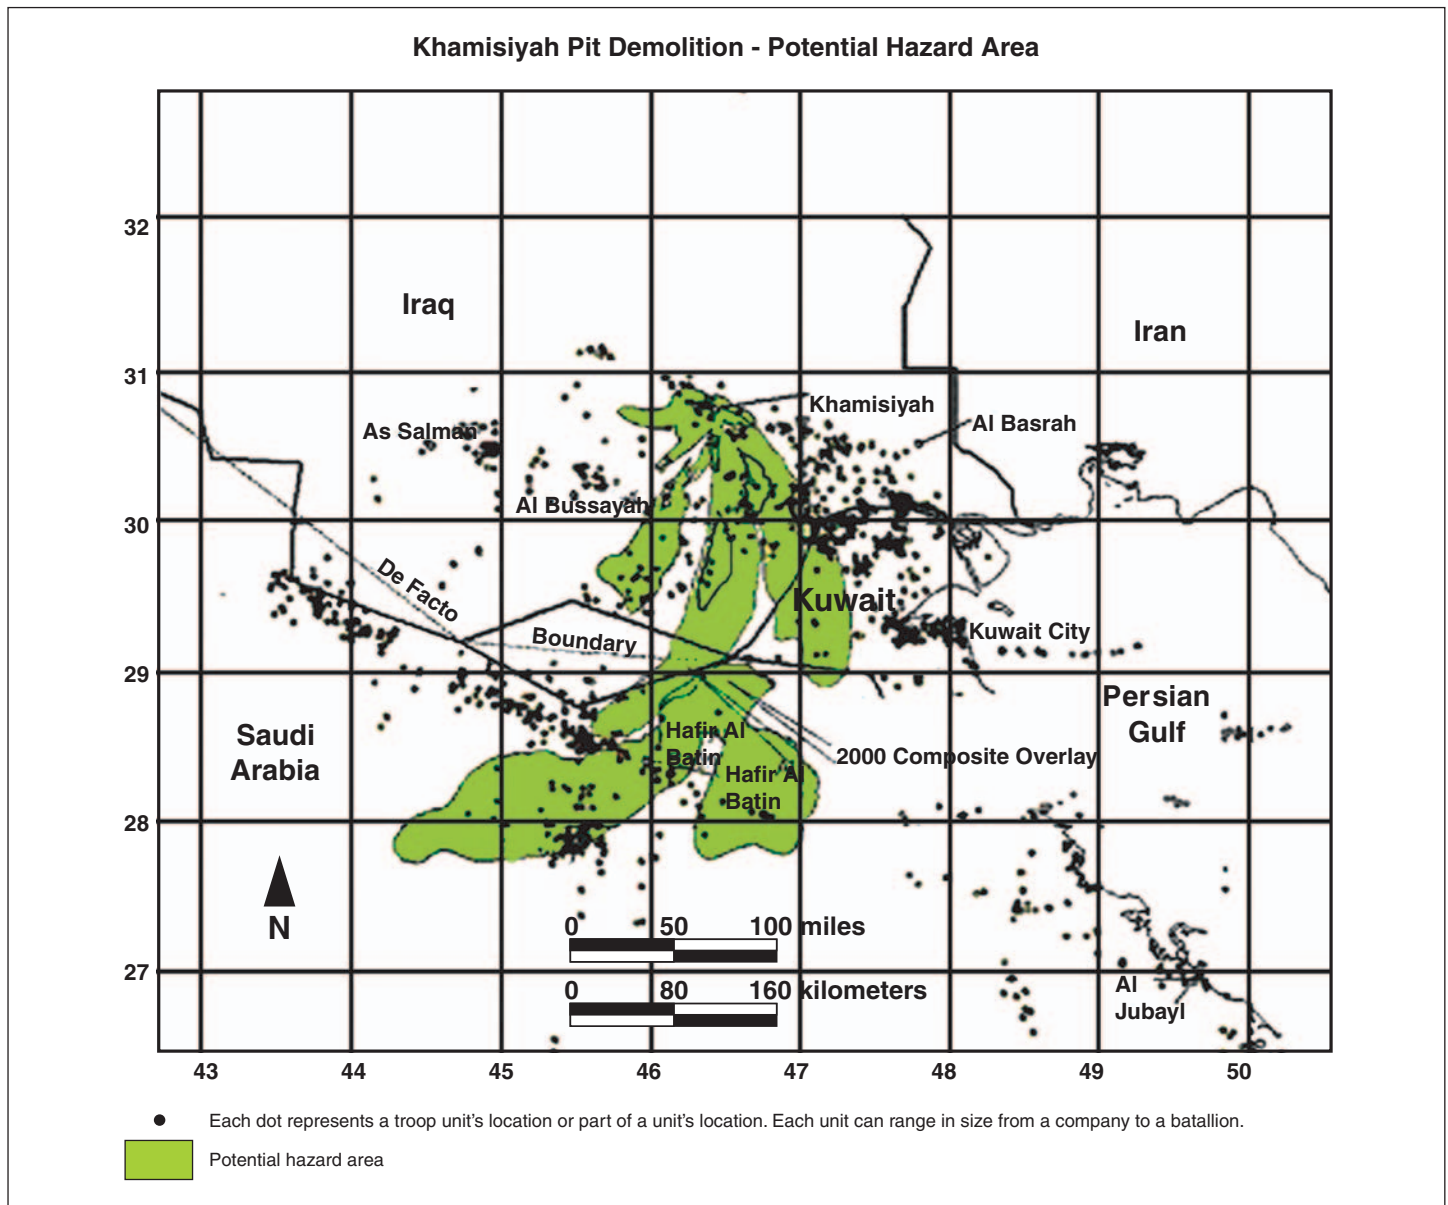 Khamisiyah Pit Demolition - Potential Hazard Area
32
Iraq
Iran
31
Khamisiyah
Al Basrah
As Salman
Al Bussayah
30
De Facto
Kuwait
Boundary
Kuwait City
29
Persian
Gulf
Saudi
Arabia
Hafir Al
Batin
2000 Composite Overlay
Hafir Al
Batin
28
N
0 50 100 miles
27
0 80 160 kilometers
Al
Jubayl
43 44 45 46 47 48 49 50
Each dot represents a troop unit's location or part of a unit's location. Each unit can range in size from a company to a batallion.
Potential hazard area